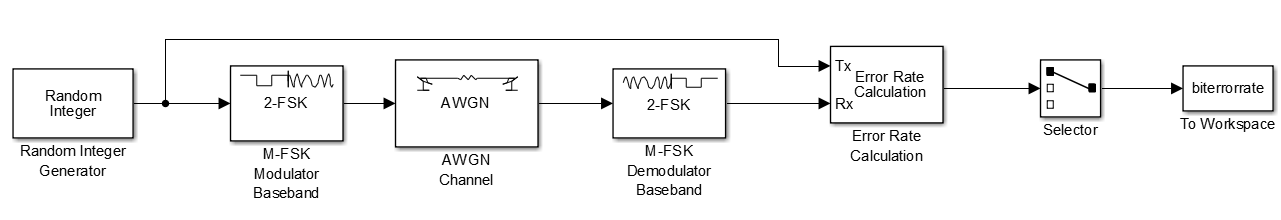 Random
Integer
Random Integer
Generator
2-FSK
M-FSK
Modulator
Baseband
AWGN
AWGN
Channel
2-FSK
M-FSK
Demodulator
Baseband
Tx
Rx
Error Rate
Calculation
Error Rate
Calculation
Selector
biterrorrate
To Workspace